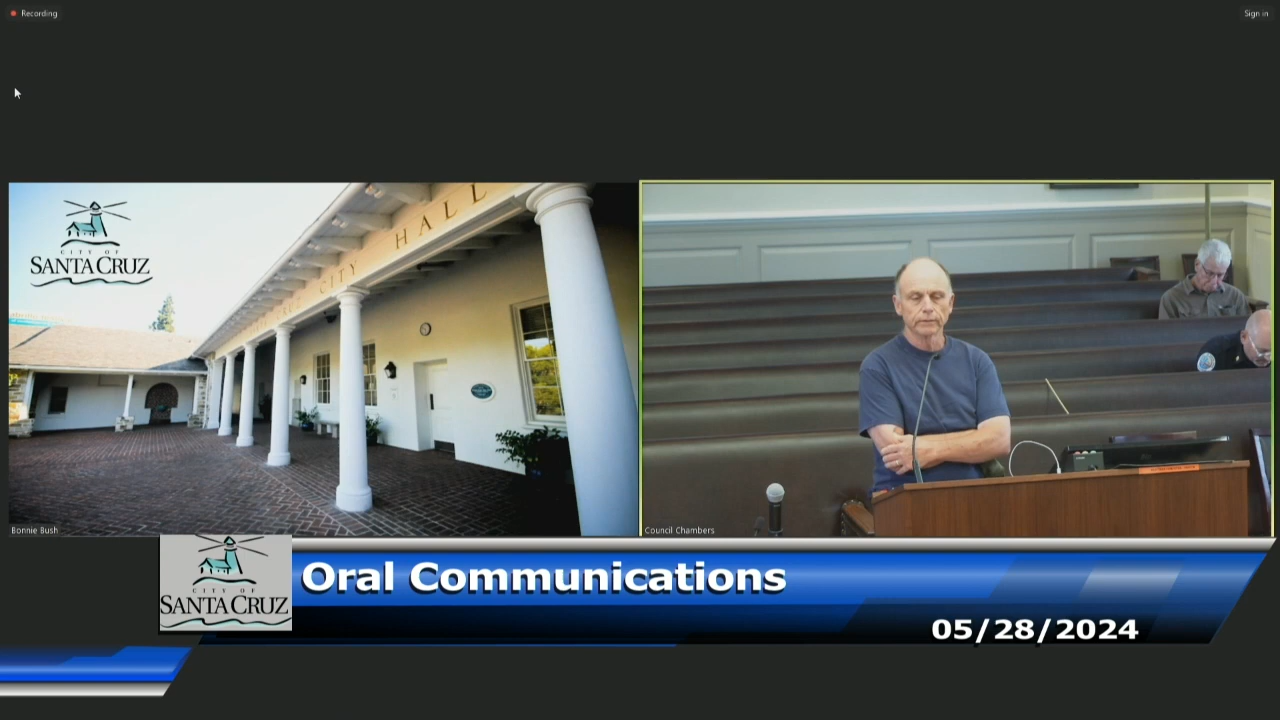 Recording
Sign in
CITY OF
SANTA CRUZ
CITY HALL
Bonnie Bush
Council Chambers
CITY OF
SANTA CRUZ
Oral Communications
05/28/2024